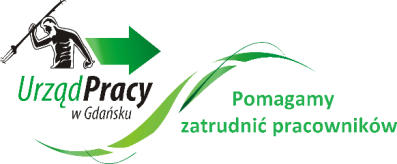 UrządPracy
w Gdańsku
Pomagamy
zatrudnić pracowników